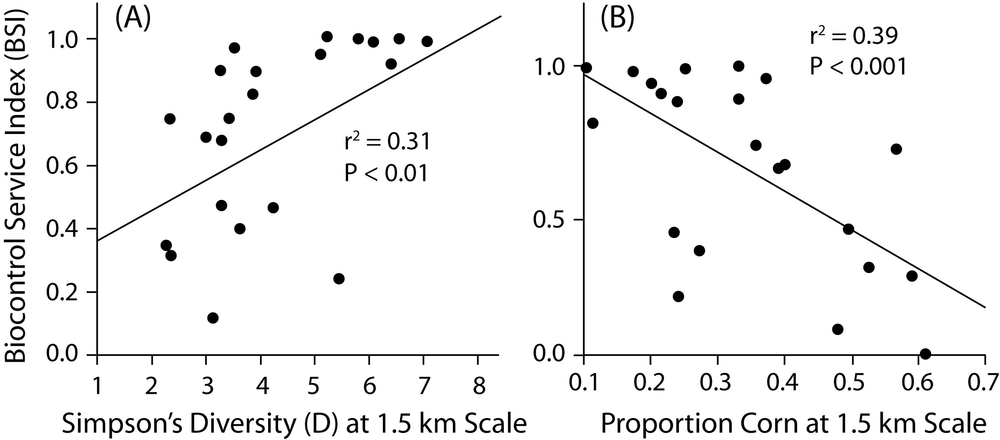 Biocontrol Service Index (BSI)
(A)
1.0
0.8
0.6
0.4
0.2
0.0
r² = 0.31
P < 0.01
1 2 3 4 5 6 7 8
Simpson’s Diversity (D) at 1.5 km Scale
(B)
r² = 0.39
P < 0.001
1.0
0.5
0.0
0.1 0.2 0.3 0.4 0.5 0.6 0.7
Proportion Corn at 1.5 km Scale